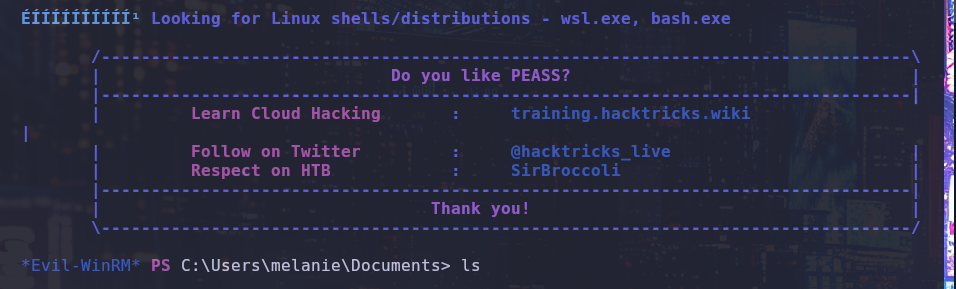 ÉÍÍÍÍÍÍÍÍÍÍ¹ Looking for Linux shells/distributions - wsl.exe, bash.exe
/---------------------------------------------------------------------------------\
| Do you like PEASS? |
|---------------------------------------------------------------------------------|
| Learn Cloud Hacking : training.hacktricks.wiki
|
| Follow on Twitter : @hacktricks_live |
| Respect on HTB : SirBroccoli |
|---------------------------------------------------------------------------------|
| Thank you! |
\---------------------------------------------------------------------------------/
*Evil-WinRM* PS C:\Users\melanie\Documents> ls